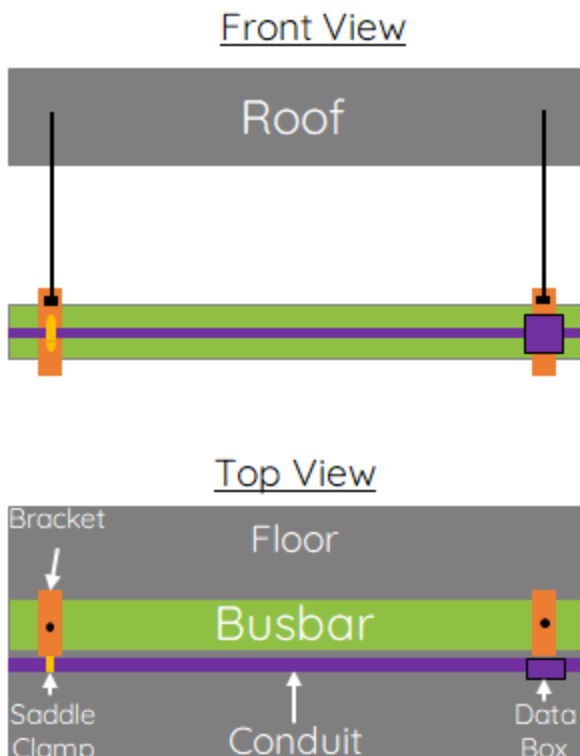 Front View
Roof
Top View
Bracket
Floor
Busbar
Saddle
Clamp
Conduit
Data
Box